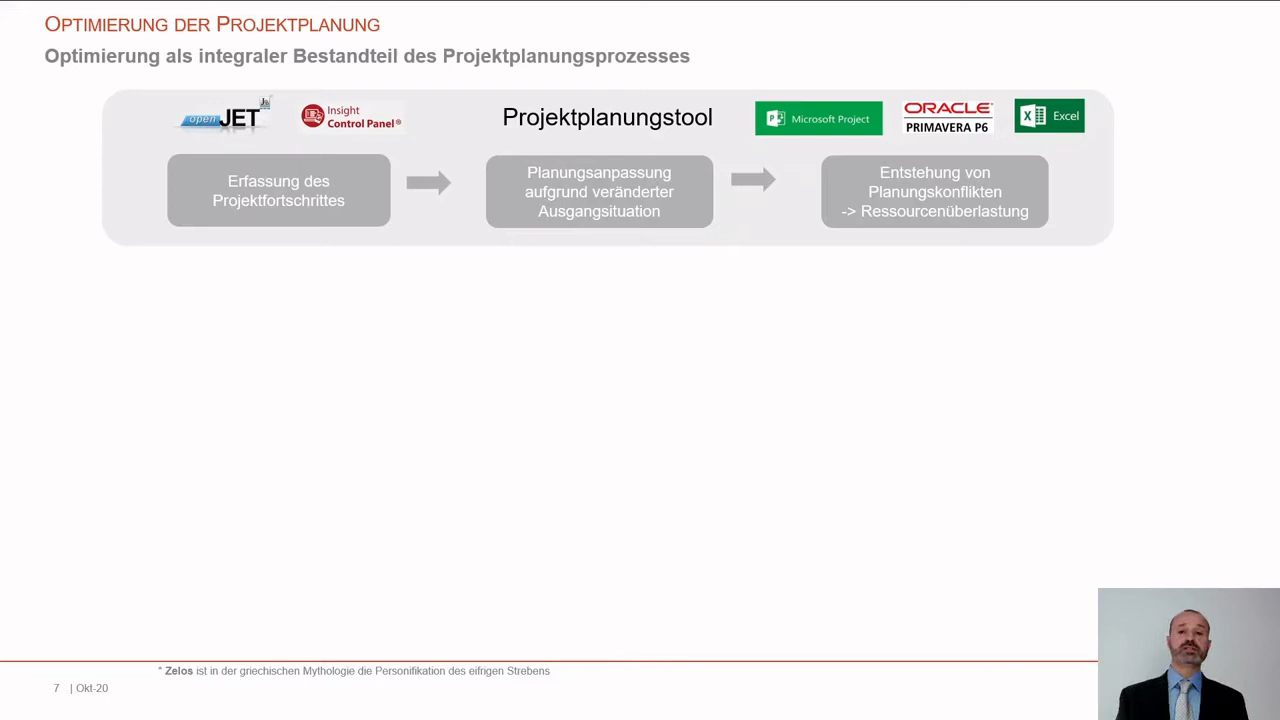 OPTIMIERUNG DER PROJEKTPLANUNG
Optimierung als integraler Bestandteil des Projektplanungsprozesses
open JET
Insight
Control Panel®
Projektplanungstool
Microsoft Project
ORACLE
PRIMAVERA P6
Excel
Erfassung des
Projektfortschrittes
Planungsanpassung
aufgrund veränderter
Ausgangsituation
Entstehung von
Planungskonflikten
-> Ressourcenüberlastung
* Zelos ist in der griechischen Mythologie die Personifikation des eifrigen Strebens
7 | Okt-20